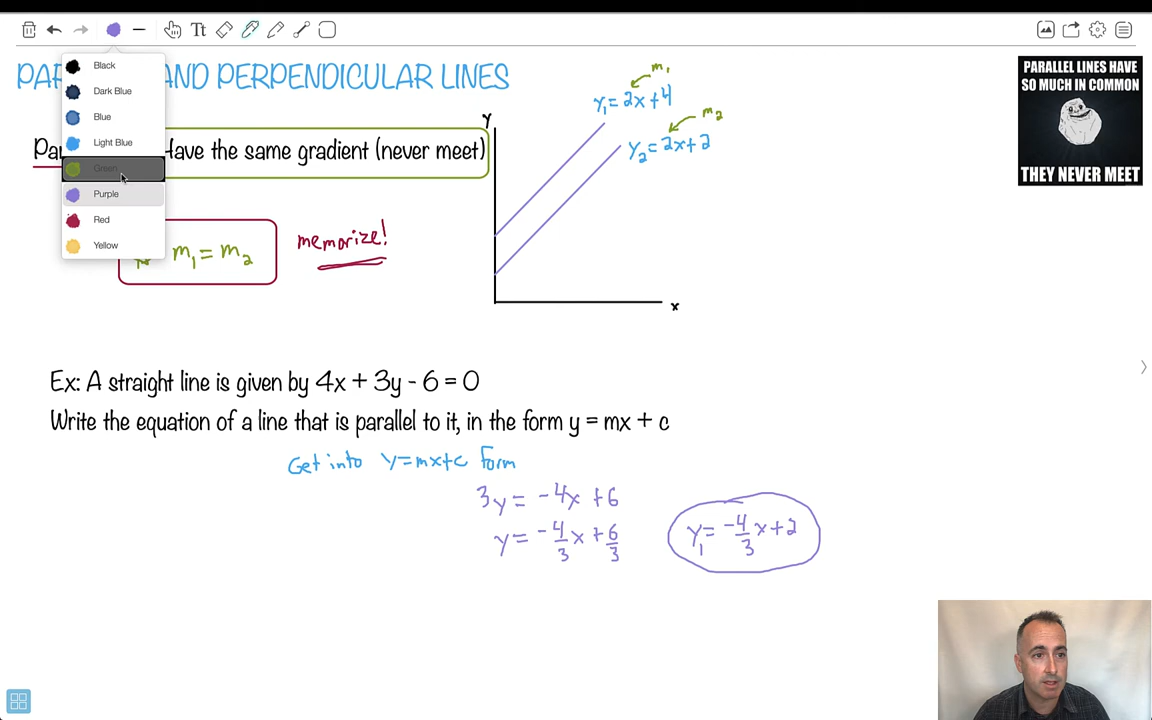 Tt
PAR AND PERPENDICULAR LINES
Black
Dark Blue
Blue
Light Blue
Green
Purple
Red
Yellow
Par Have the same gradient (never meet)
m₁ = m₂
memorize!
Y
x
m₁
y₁=2x+4
m₂
y₂=2x+2
PARALLEL LINES HAVE
SO MUCH IN COMMON
THEY NEVER MEET
Ex: A straight line is given by 4x + 3y - 6 = 0
Write the equation of a line that is parallel to it, in the form y = mx + c
Get into y=mx+c form
3y = -4x +6
y = -4/3 x + 6/3
y₁ = -4/3 x+2